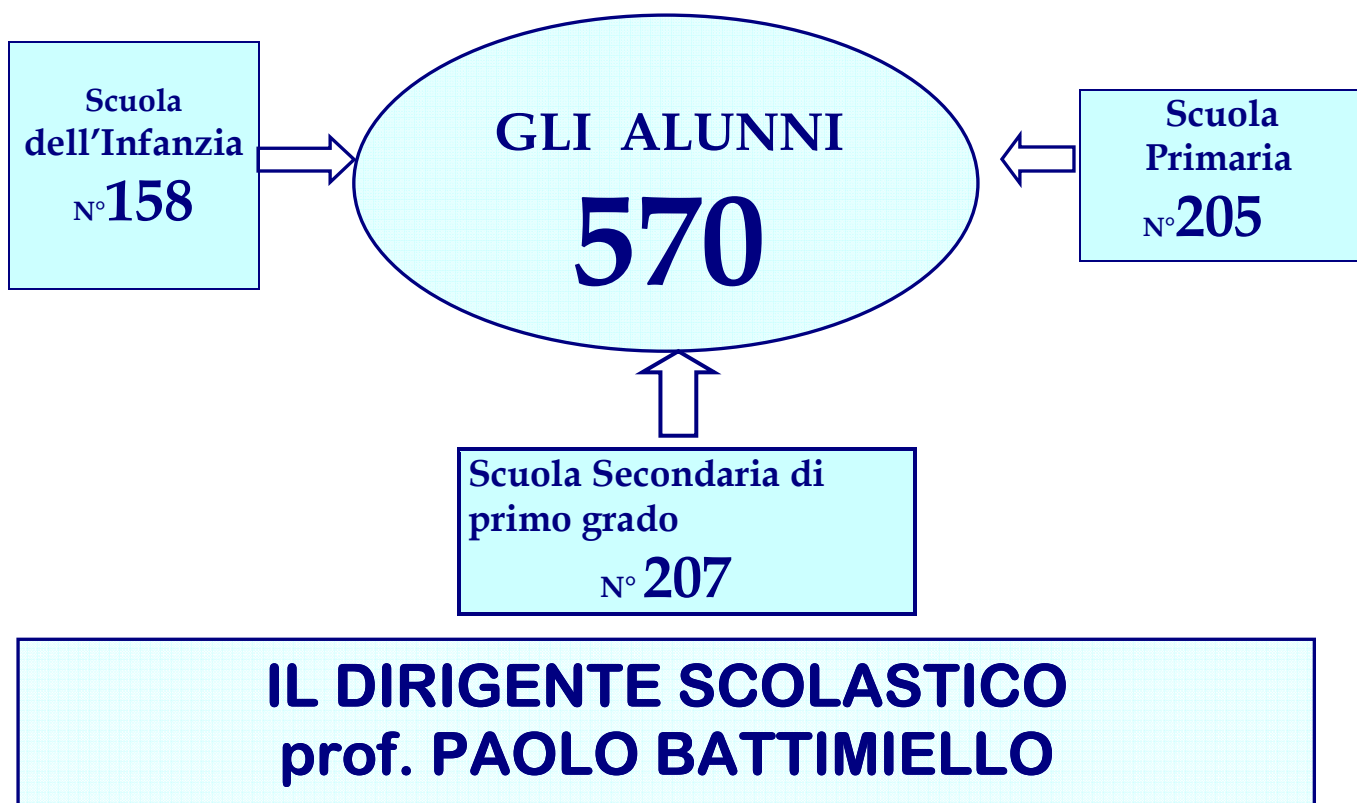 Scuola
dell’Infanzia
N°158
GLI ALUNNI
570
Scuola
Primaria
N°205
Scuola Secondaria di
primo grado
N° 207
IL DIRIGENTE SCOLASTICO
prof. PAOLO BATTIMIELLO